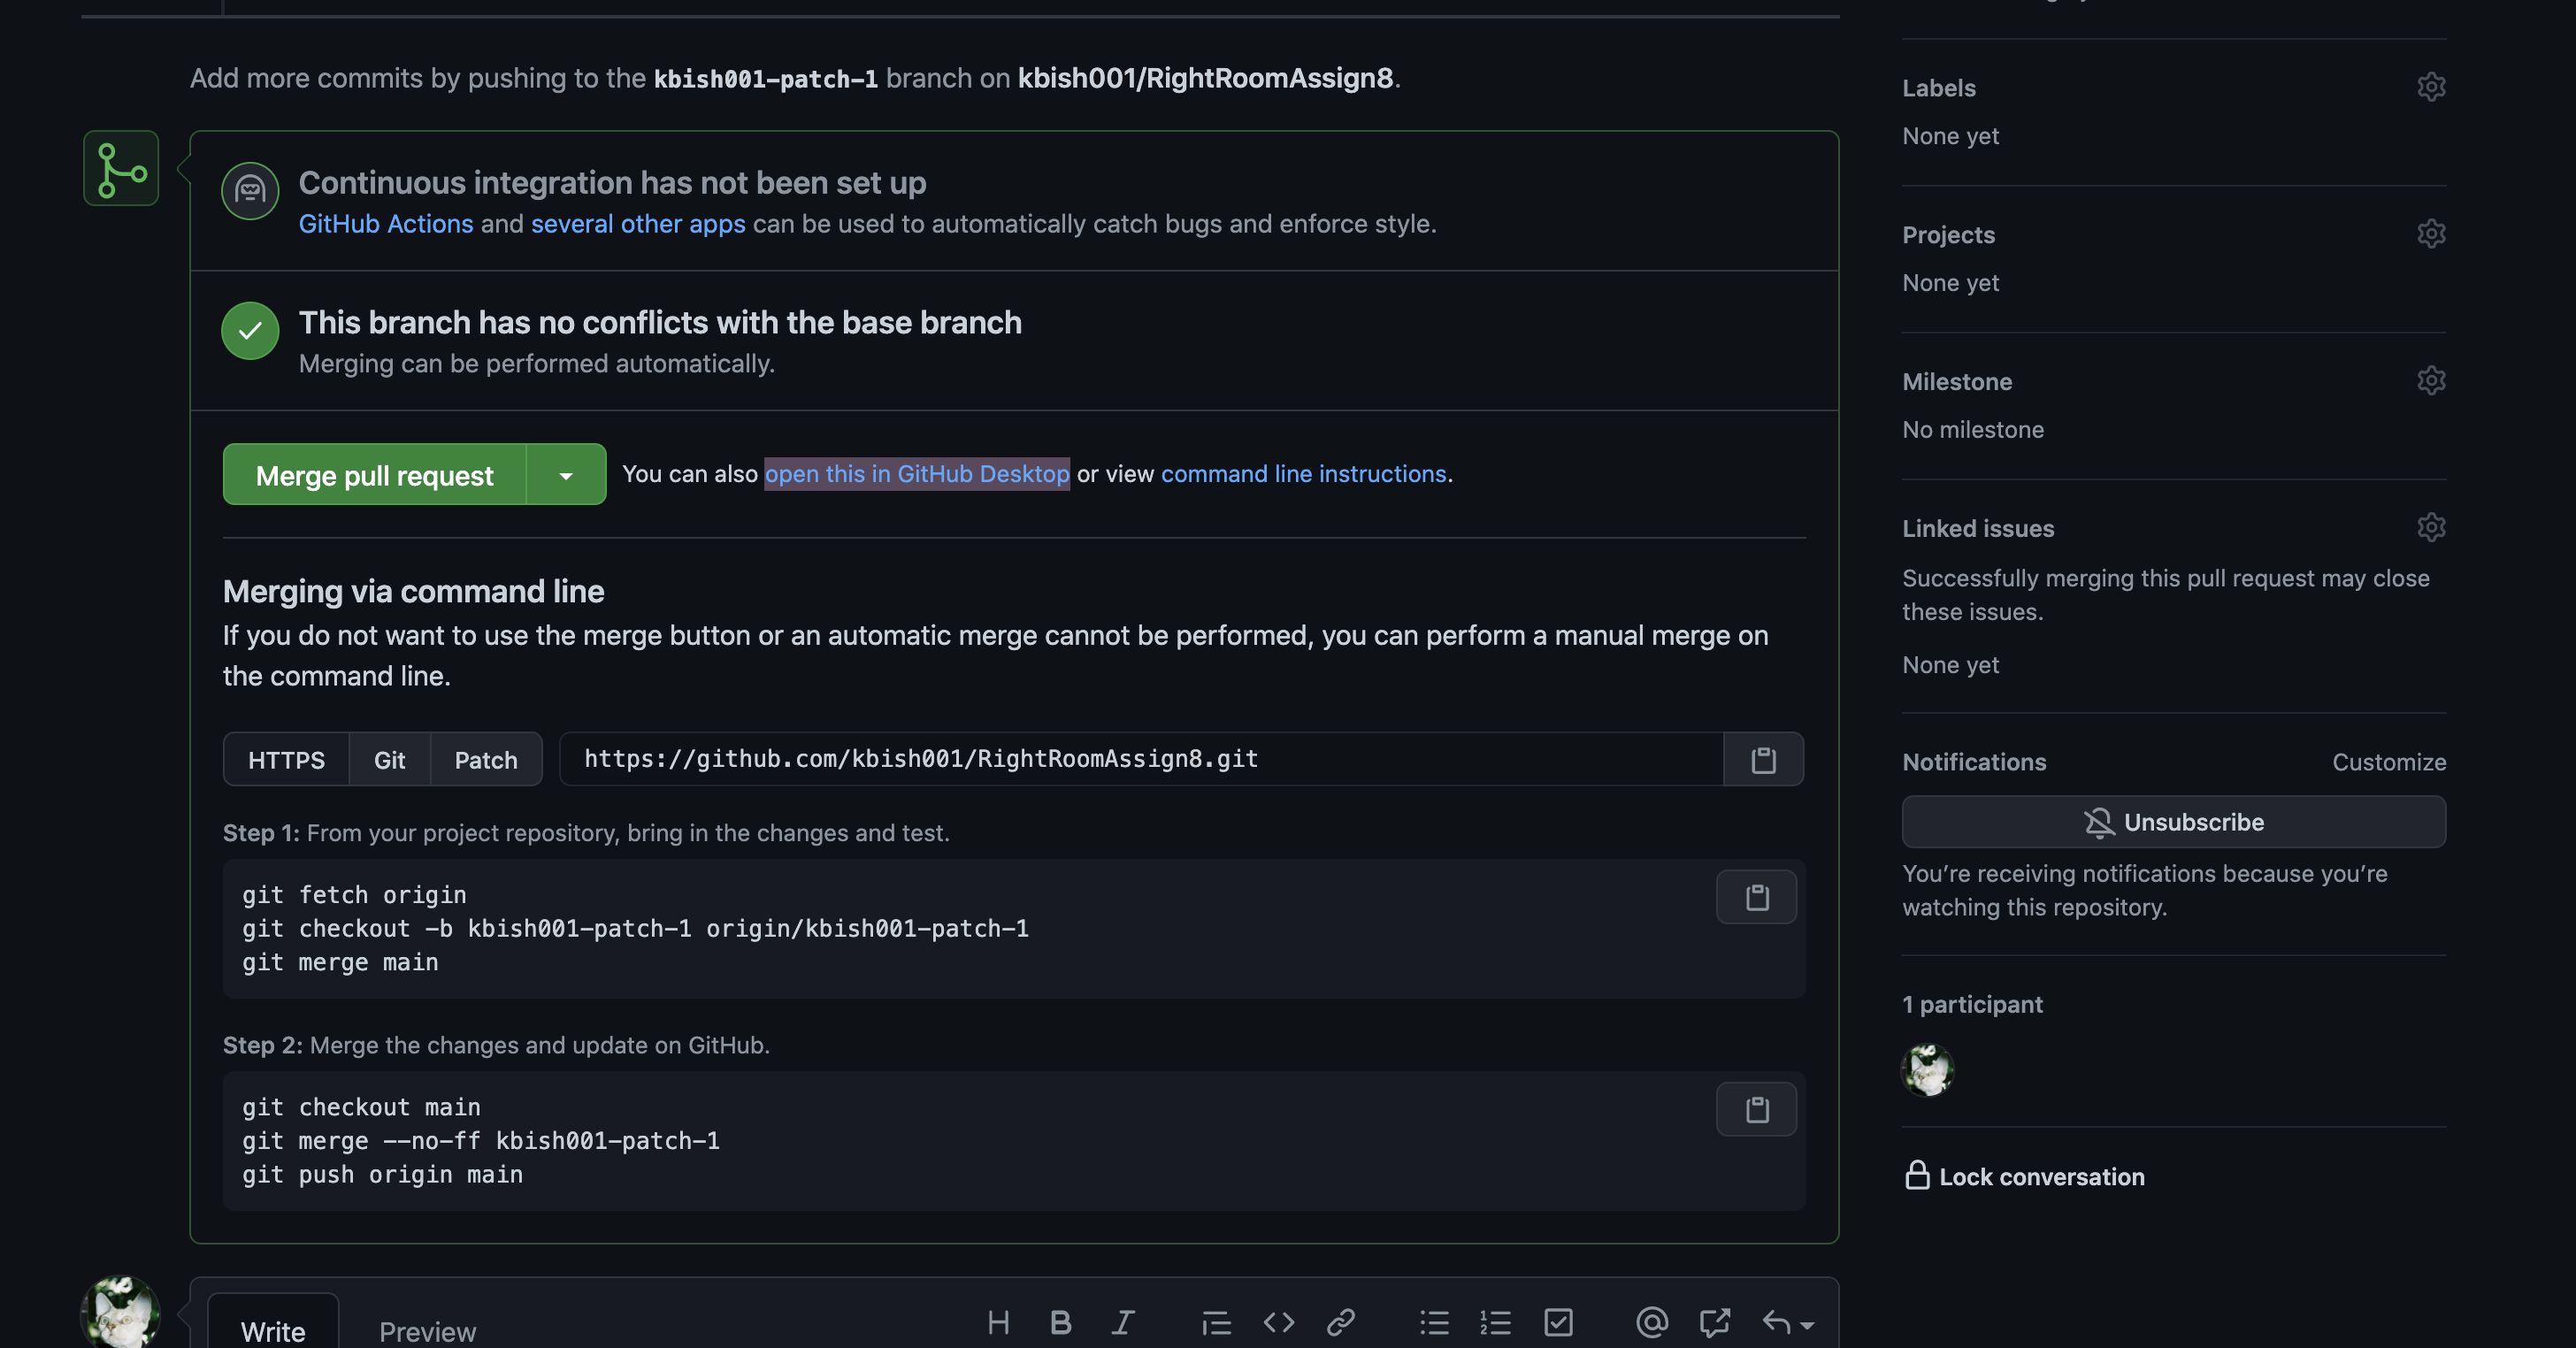 Add more commits by pushing to the kbish001-patch-1 branch on kbish001/RightRoomAssign8.
Continuous integration has not been set up
GitHub Actions and several other apps can be used to automatically catch bugs and enforce style.
This branch has no conflicts with the base branch
Merging can be performed automatically.
Merge pull request
You can also open this in GitHub Desktop or view command line instructions.
Merging via command line
If you do not want to use the merge button or an automatic merge cannot be performed, you can perform a manual merge on
the command line.
HTTPS Git Patch https://github.com/kbish001/RightRoomAssign8.git
Step 1: From your project repository, bring in the changes and test.
git fetch origin
git checkout -b kbish001-patch-1 origin/kbish001-patch-1
git merge main
Step 2: Merge the changes and update on GitHub.
git checkout main
git merge --no-ff kbish001-patch-1
git push origin main
Write Preview
Labels
None yet
Projects
None yet
Milestone
No milestone
Linked issues
Successfully merging this pull request may close
these issues.
None yet
Notifications Customize
Unsubscribe
You’re receiving notifications because you’re
watching this repository.
1 participant
Lock conversation